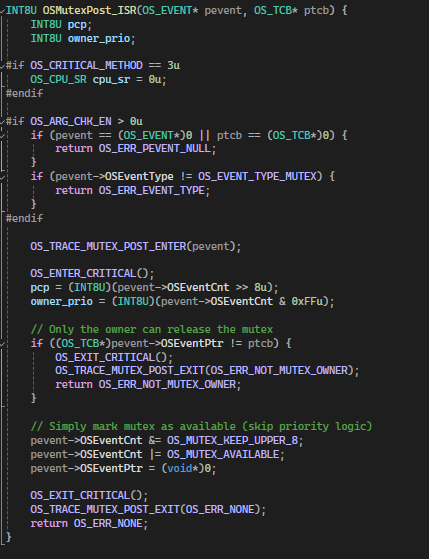 INT8U OSMutexPost_ISR(OS_EVENT* pevent, OS_TCB* ptcb) {
    INT8U pcp;
    INT8U owner_prio;

#if OS_CRITICAL_METHOD == 3u
    OS_CPU_SR cpu_sr = 0u;
#endif

#if OS_ARG_CHK_EN > 0u
    if (pevent == (OS_EVENT*)0 || ptcb == (OS_TCB*)0) {
        return OS_ERR_PEVENT_NULL;
    }
    if (pevent->OSEventType != OS_EVENT_TYPE_MUTEX) {
        return OS_ERR_EVENT_TYPE;
    }
#endif

    OS_TRACE_MUTEX_POST_ENTER(pevent);

    OS_ENTER_CRITICAL();
    pcp = (INT8U)(pevent->OSEventCnt >> 8u);
    owner_prio = (INT8U)(pevent->OSEventCnt & 0xFFu);

    // Only the owner can release the mutex
    if ((OS_TCB*)pevent->OSEventPtr != ptcb) {
        OS_EXIT_CRITICAL();
        OS_TRACE_MUTEX_POST_EXIT(OS_ERR_NOT_MUTEX_OWNER);
        return OS_ERR_NOT_MUTEX_OWNER;
    }

    // Simply mark mutex as available (skip priority logic)
    pevent->OSEventCnt &= OS_MUTEX_KEEP_UPPER_8;
    pevent->OSEventCnt |= OS_MUTEX_AVAILABLE;
    pevent->OSEventPtr = (void*)0;

    OS_EXIT_CRITICAL();
    OS_TRACE_MUTEX_POST_EXIT(OS_ERR_NONE);
    return OS_ERR_NONE;
}